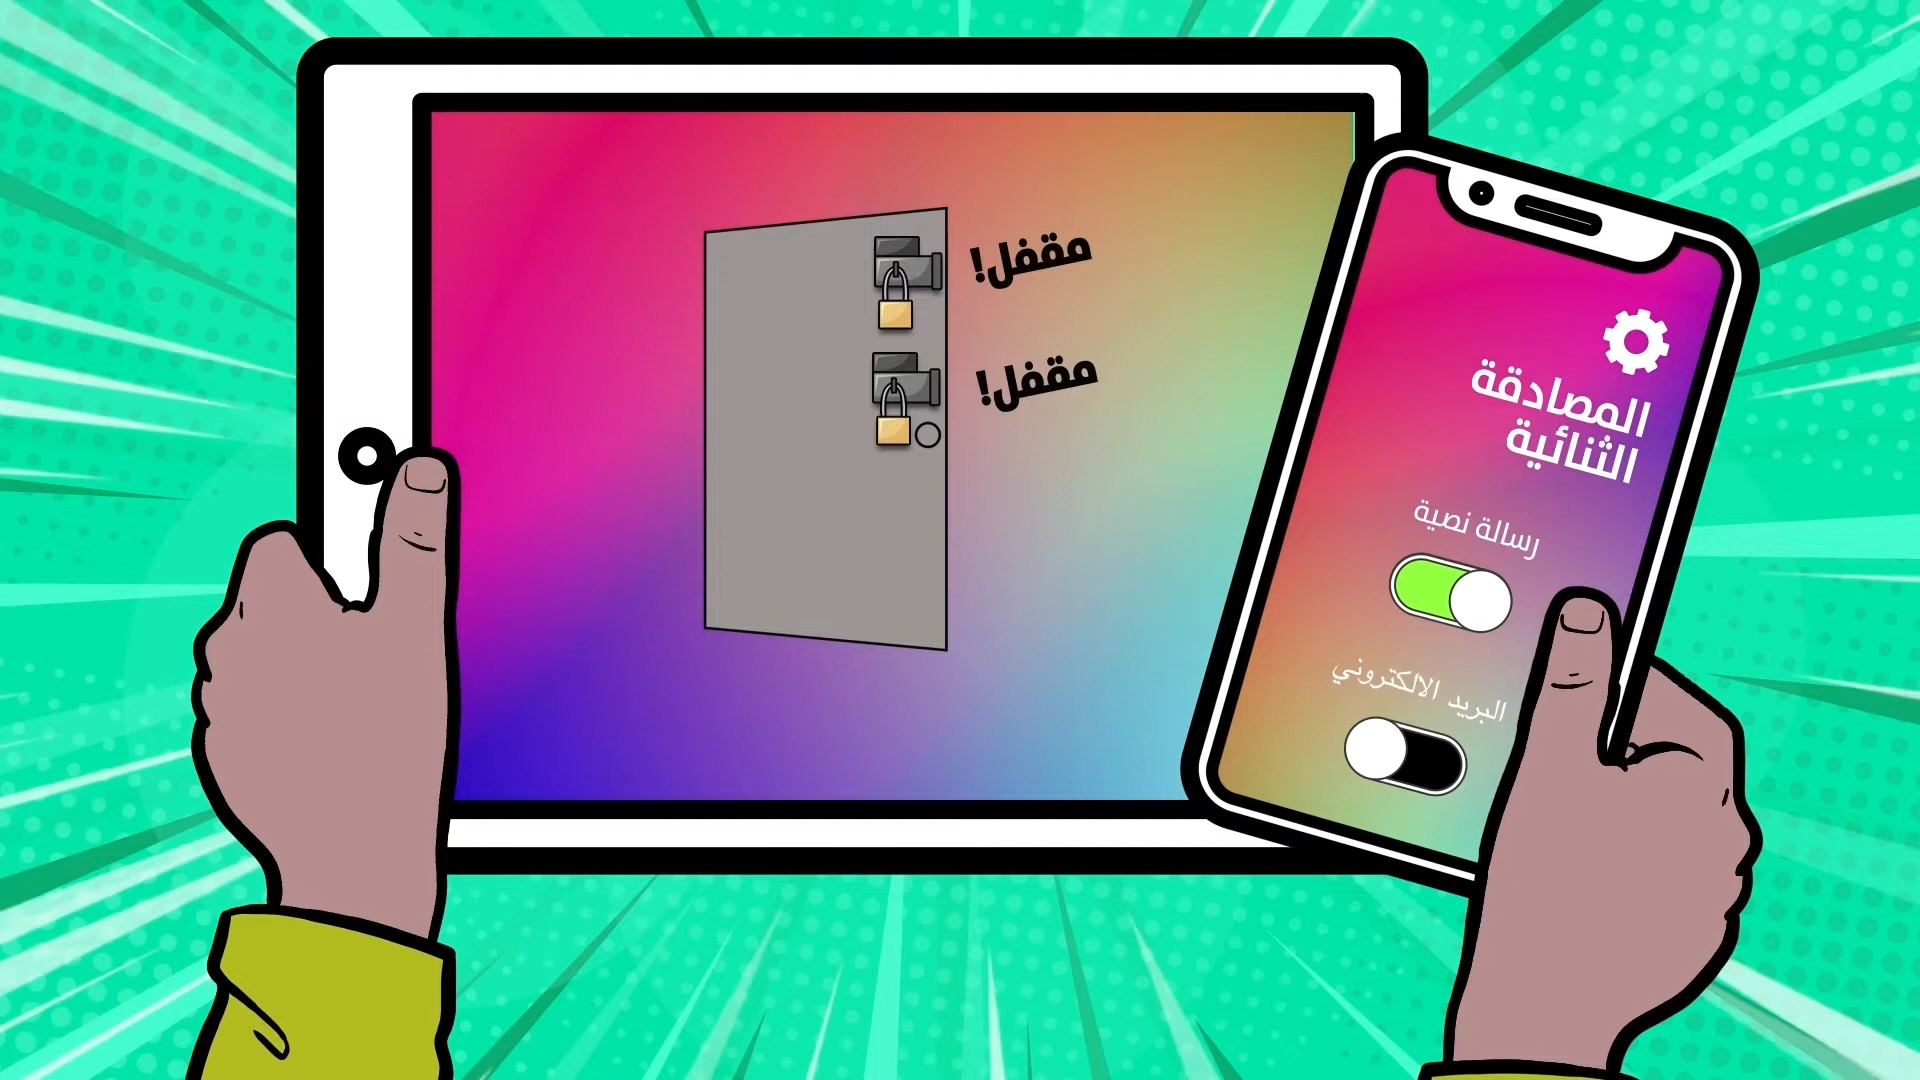 مقفل!
مقفل!
المصادقة
الثنائية
رسالة نصية
البريد الالكتروني